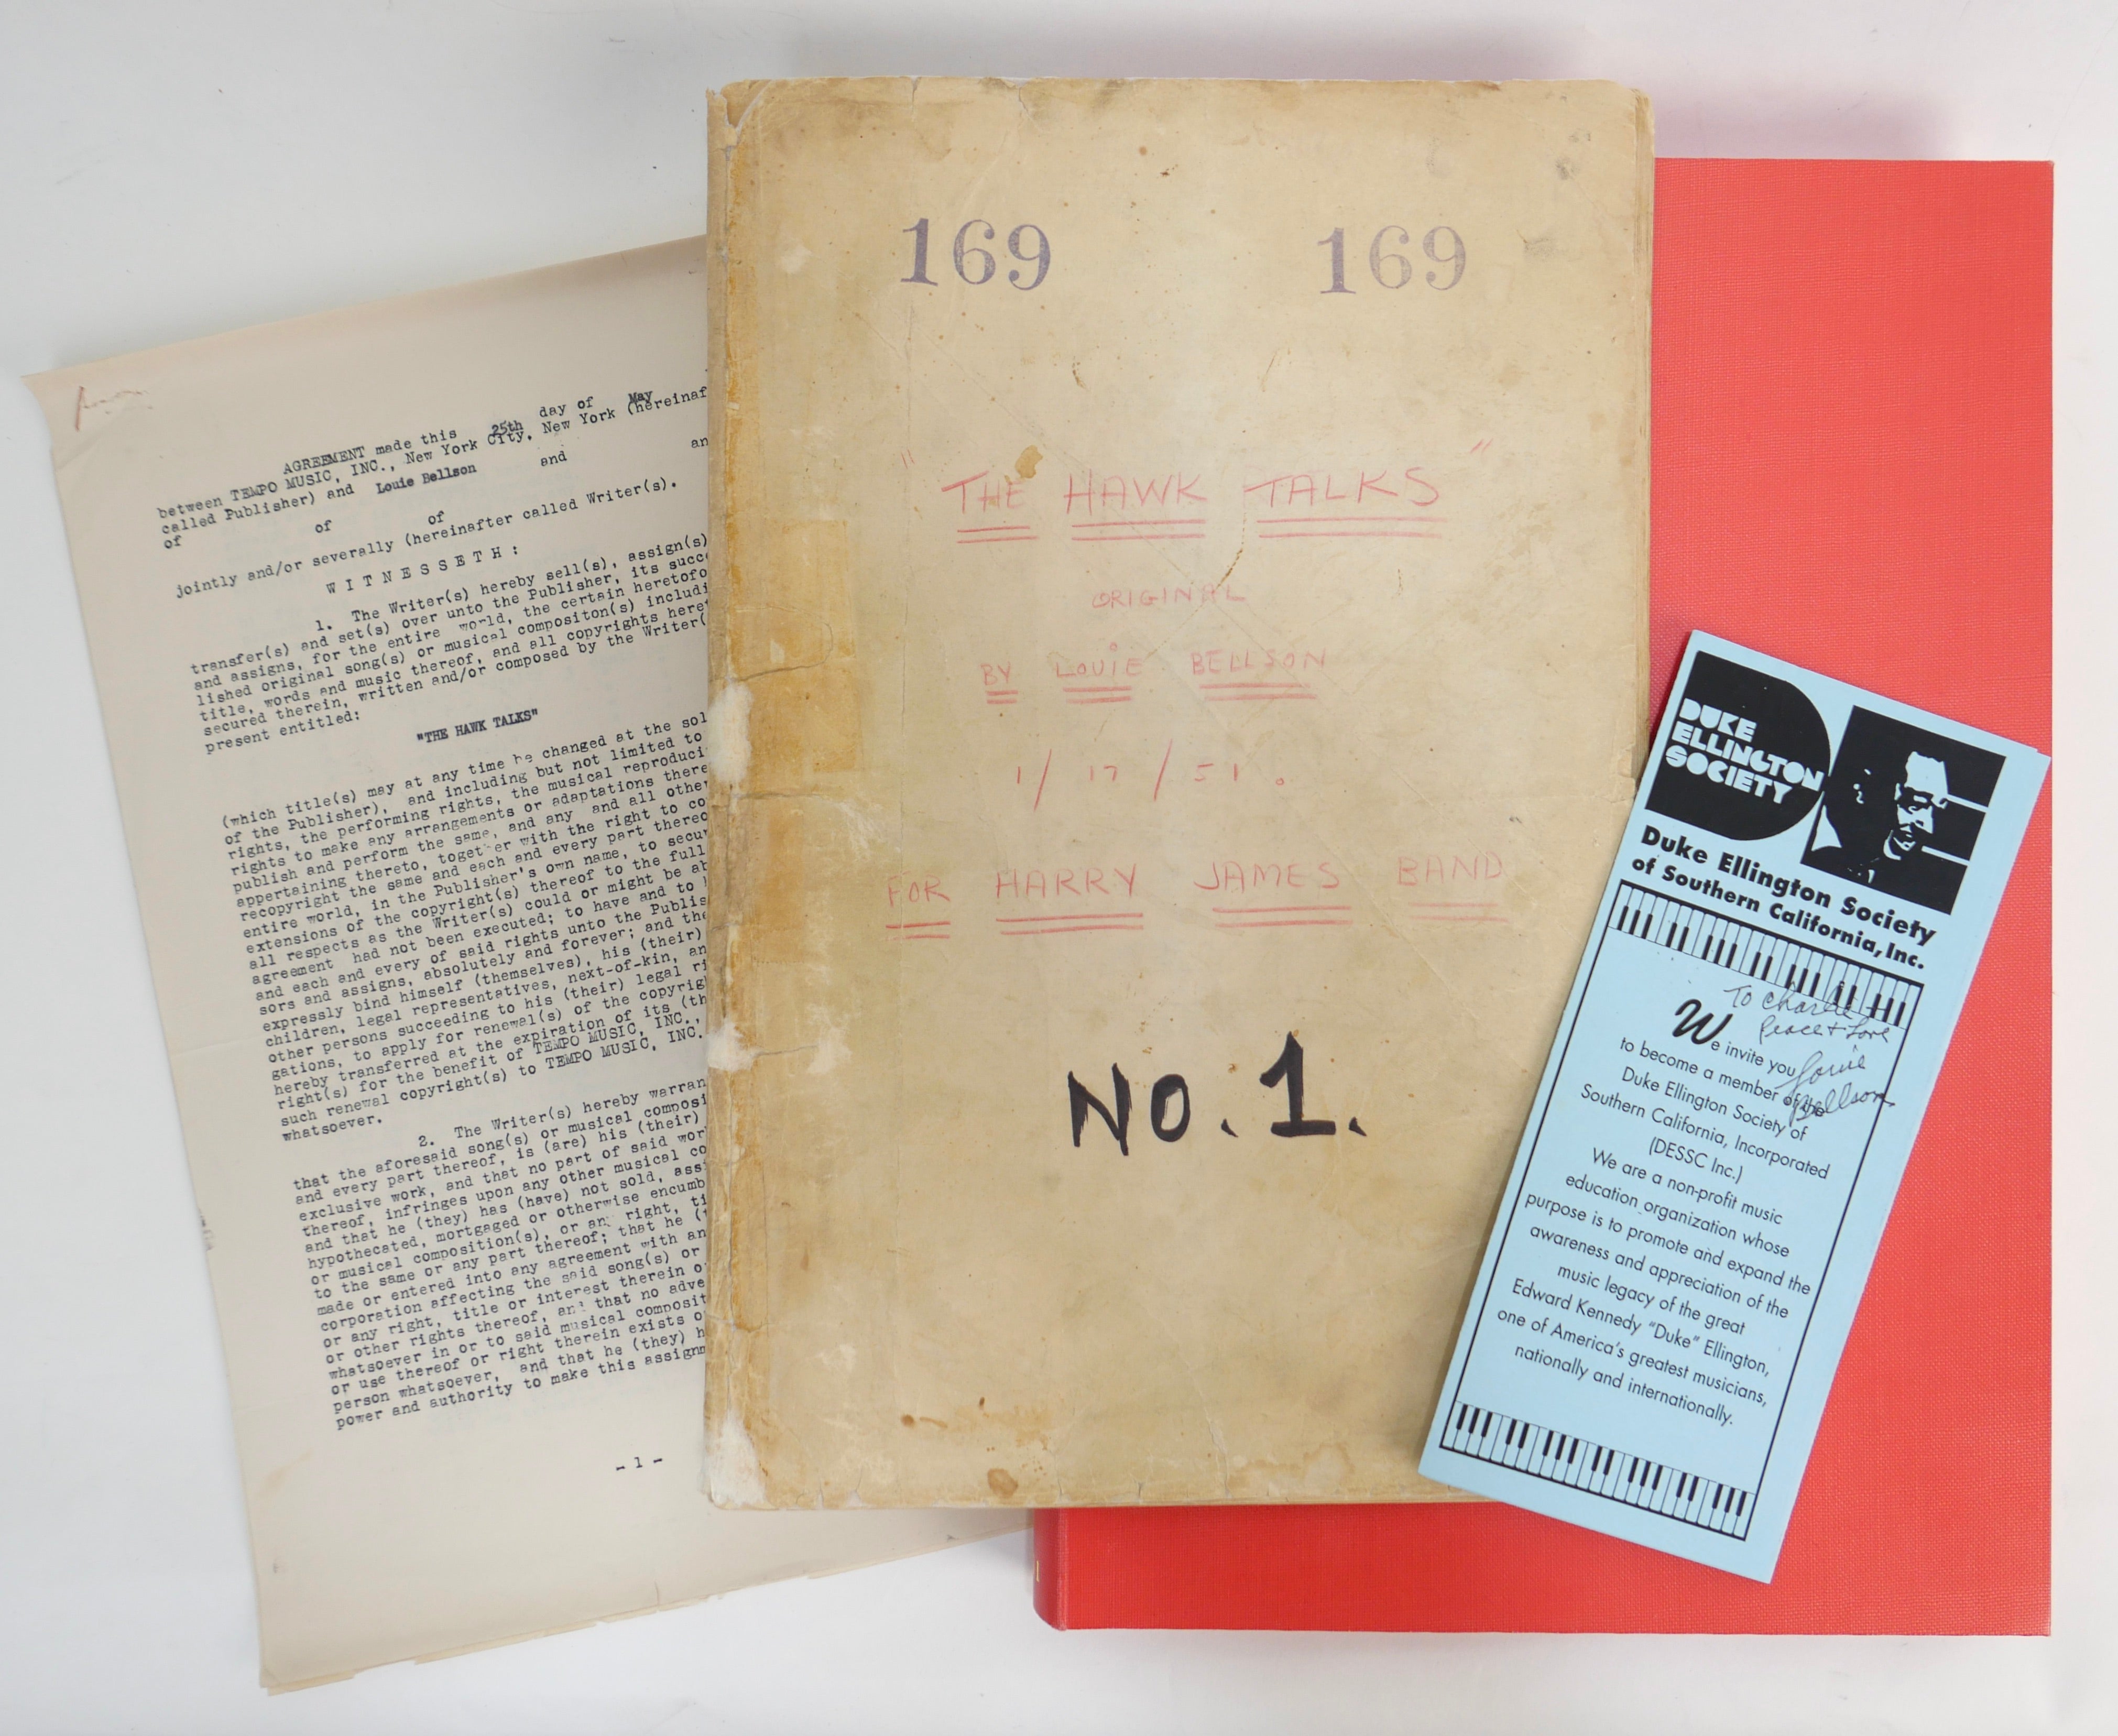 AGREEMENT made this 25th day of May
between TEMPO MUSIC, INC., New York City, New York (hereinaf
called Publisher) and Louie Bellson and an
of of of
jointly and/or severally (hereinafter called Writer(s).
W I T N E S S E T H :
1. The Writer(s) hereby sell(s), assign(s)
transfer(s) and set(s) over unto the Publisher, its succ
and assigns, for the entire world, the certain heretofo
lished original song(s) or musical compositon(s) includi
title, words and music thereof, and all copyrights here
secured therein, written and/or composed by the Writer(
present entitled:
"THE HAWK TALKS"
(which title(s) may at any time be changed at the sol
of the Publisher), and including but not limited to
rights, the performing rights, the musical reproduci
rights to make any arrangements or adaptations there
publish and perform the same, and any and all othe
appertaining thereto, together with the right to co
recopyright the same and each and every part thereo
entire world, in the Publisher's own name, to secu
extensions of the copyright(s) thereof to the full
all respects as the Writer(s) could or might be ab
agreement had not been executed; to have and to
and each and every of said rights unto the Publis
sors and assigns, absolutely and forever; and the
expressly bind himself (themselves), his (their)
children, legal representatives, next-of-kin, an
other persons succeeding to his (their) legal ri
gations, to apply for renewal(s) of the copyrig
hereby transferred at the expiration of its (th
right(s) for the benefit of TEMPO MUSIC, INC.,
such renewal copyright(s) to TEMPO MUSIC, INC.
whatsoever.
2. The Writer(s) hereby warran
that the aforesaid song(s) or musical composi
and every part thereof, is (are) his (their)
exclusive work, and that no part of said wor
thereof, infringes upon any other musical co
and that he (they) has (have) not sold, ass
hypothecated, mortgaged or otherwise encumb
or musical composition(s), or any right, ti
to the same or any part thereof; that he (t
made or entered into any agreement with an
corporation affecting the said song(s) or
or any right, title or interest therein o
or other rights thereof, and that no adve
whatsoever in or to said musical composit
or use thereof or right therein exists o
person whatsoever, and that he (they) h
power and authority to make this assignm
- 1 -
169 169
"THE HAWK TALKS"
ORIGINAL
BY LOUIE BELLSON
1/17/51.
FOR HARRY JAMES BAND
NO. 1.
DUKE
ELLINGTON
SOCIETY
Duke Ellington Society
of Southern California, Inc.
To Charlie +
Peace + Love
Louie
Bellson
We invite you
to become a member of the
Duke Ellington Society of
Southern California, Incorporated
(DESSC Inc.)
We are a non-profit music
education organization whose
purpose is to promote and expand the
awareness and appreciation of the
music legacy of the great
Edward Kennedy "Duke" Ellington,
one of America's greatest musicians,
nationally and internationally.